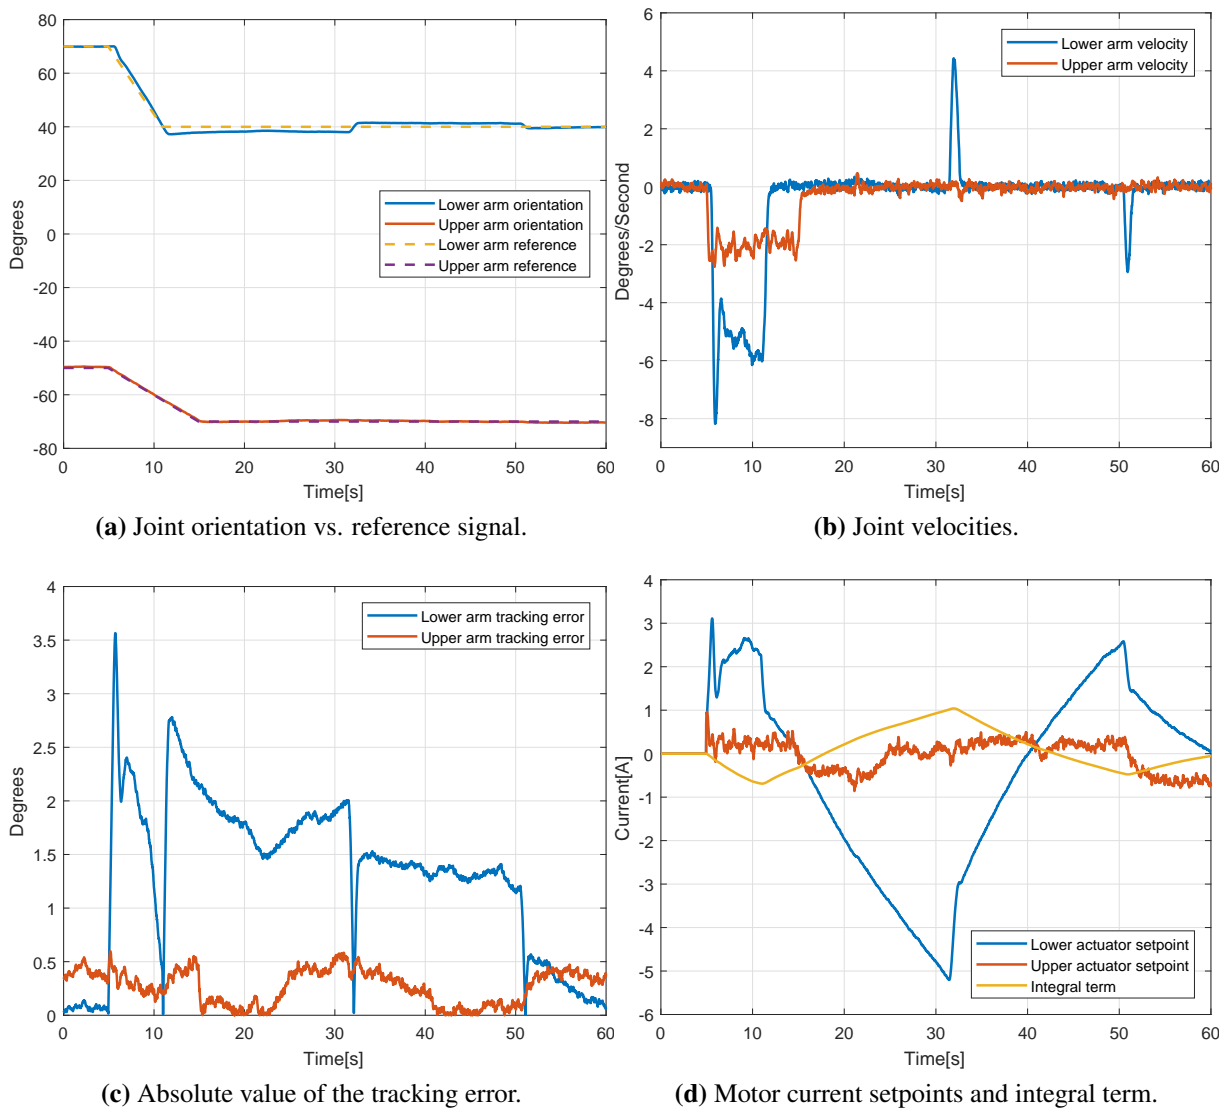 80
60
40
20
0
-20
-40
-60
-80
Degrees
Lower arm orientation
Upper arm orientation
Lower arm reference
Upper arm reference
0 10 20 30 40 50 60
Time[s]
(a) Joint orientation vs. reference signal.
6
4
2
0
-2
-4
-6
-8
Degrees/Second
Lower arm velocity
Upper arm velocity
0 10 20 30 40 50 60
Time[s]
(b) Joint velocities.
4
3.5
3
2.5
2
1.5
1
0.5
0
Degrees
Lower arm tracking error
Upper arm tracking error
0 10 20 30 40 50 60
Time[s]
(c) Absolute value of the tracking error.
4
3
2
1
0
-1
-2
-3
-4
-5
-6
Current[A]
Lower actuator setpoint
Upper actuator setpoint
Integral term
0 10 20 30 40 50 60
Time[s]
(d) Motor current setpoints and integral term.